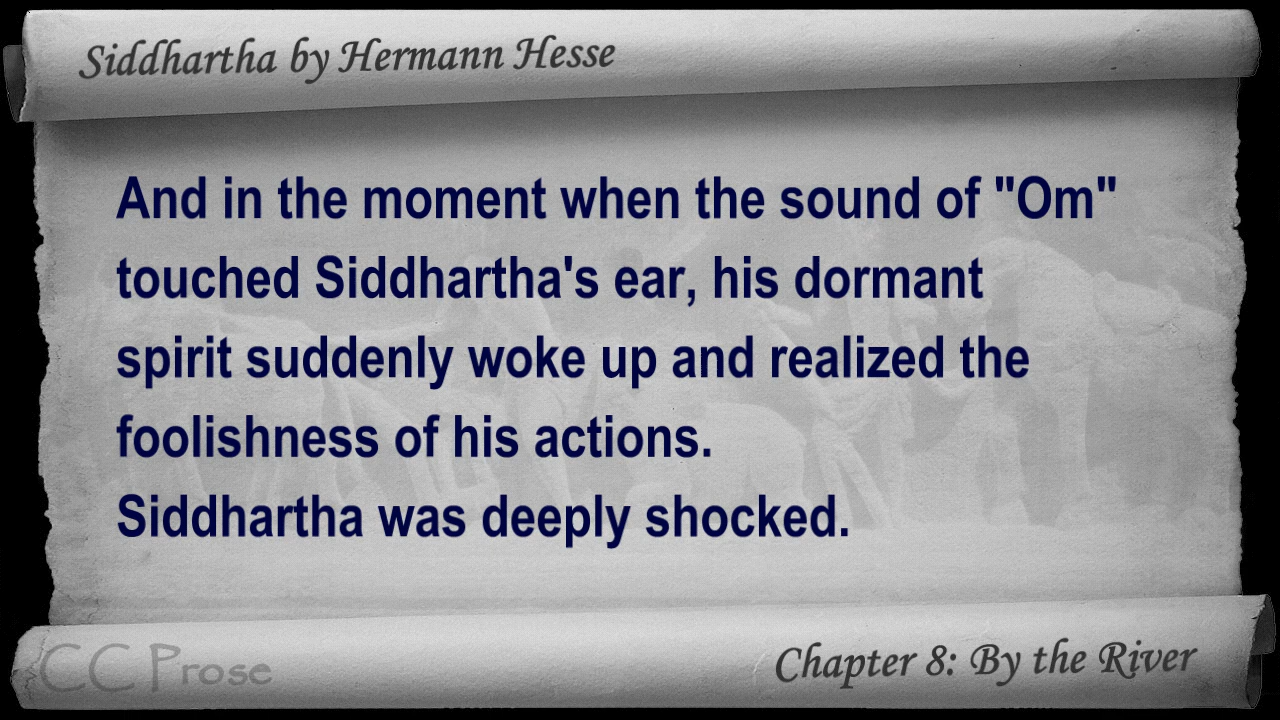 Siddhartha by Hermann Hesse
And in the moment when the sound of "Om"
touched Siddhartha's ear, his dormant
spirit suddenly woke up and realized the
foolishness of his actions.
Siddhartha was deeply shocked.
CC Prose
Chapter 8: By the River